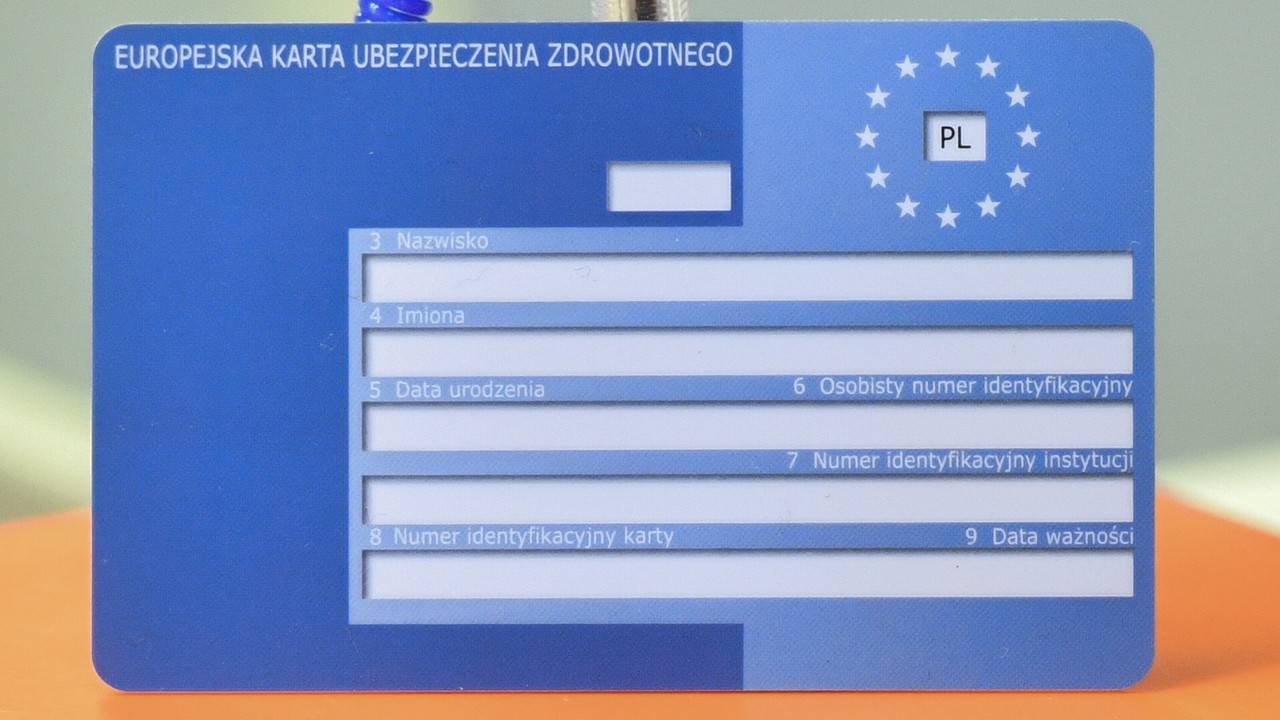 EUROPEJSKA KARTA UBEZPIECZENIA ZDROWOTNEGO
PL
3 Nazwisko
4 Imiona
5 Data urodzenia 6 Osobisty numer identyfikacyjny
7 Numer identyfikacyjny instytucji
8 Numer identyfikacyjny karty 9 Data ważności